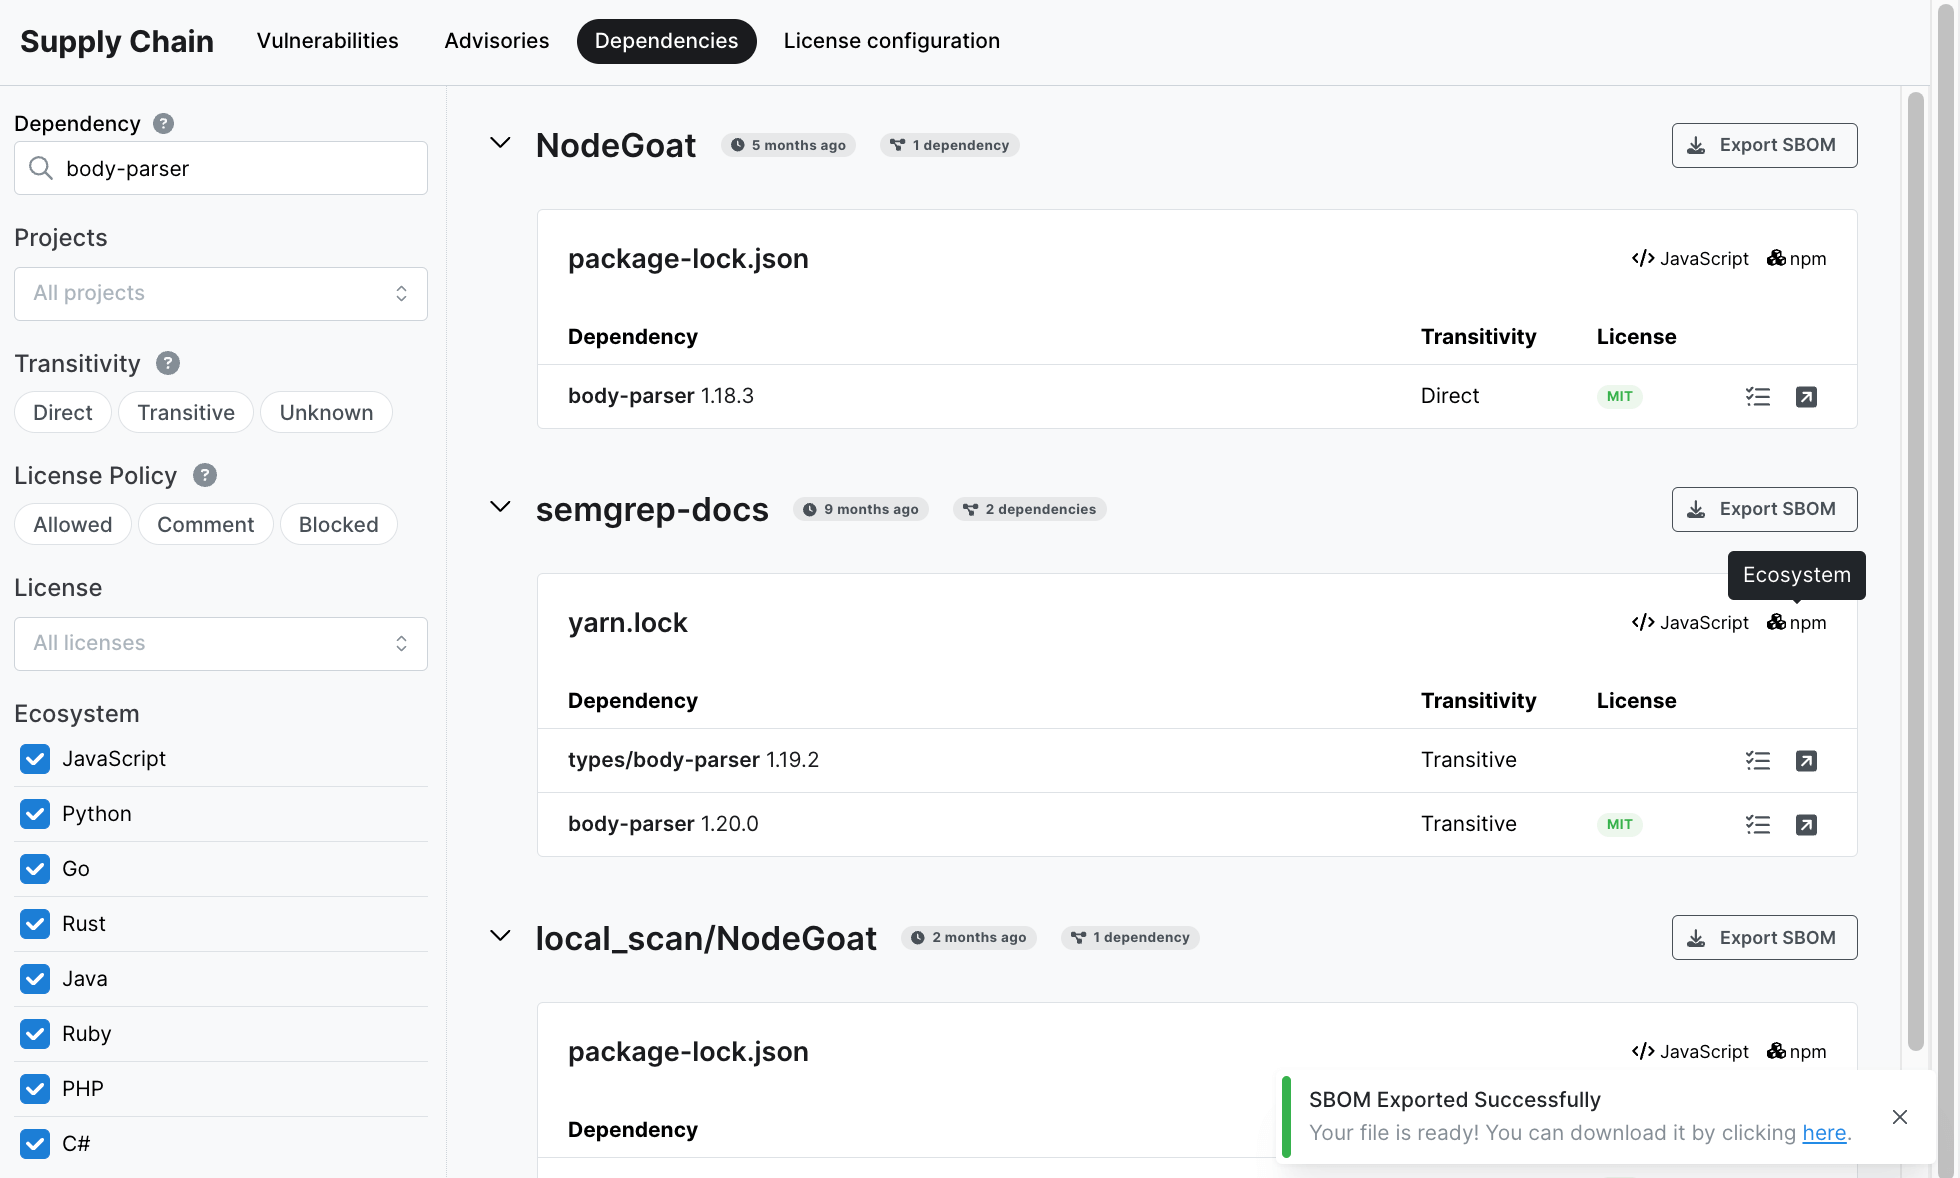 Supply Chain
Vulnerabilities
Advisories
Dependencies
License configuration
Dependency ?
body-parser
Projects
All projects
Transitivity ?
Direct
Transitive
Unknown
License Policy ?
Allowed
Comment
Blocked
License
All licenses
Ecosystem
JavaScript
Python
Go
Rust
Java
Ruby
PHP
C#
NodeGoat
5 months ago
1 dependency
Export SBOM
package-lock.json
</> JavaScript
npm
Dependency Transitivity License
body-parser 1.18.3 Direct MIT
semgrep-docs
9 months ago
2 dependencies
Export SBOM
Ecosystem
yarn.lock
</> JavaScript
npm
Dependency Transitivity License
types/body-parser 1.19.2 Transitive
body-parser 1.20.0 Transitive MIT
local_scan/NodeGoat
2 months ago
1 dependency
Export SBOM
package-lock.json
</> JavaScript
npm
Dependency
SBOM Exported Successfully
Your file is ready! You can download it by clicking here.